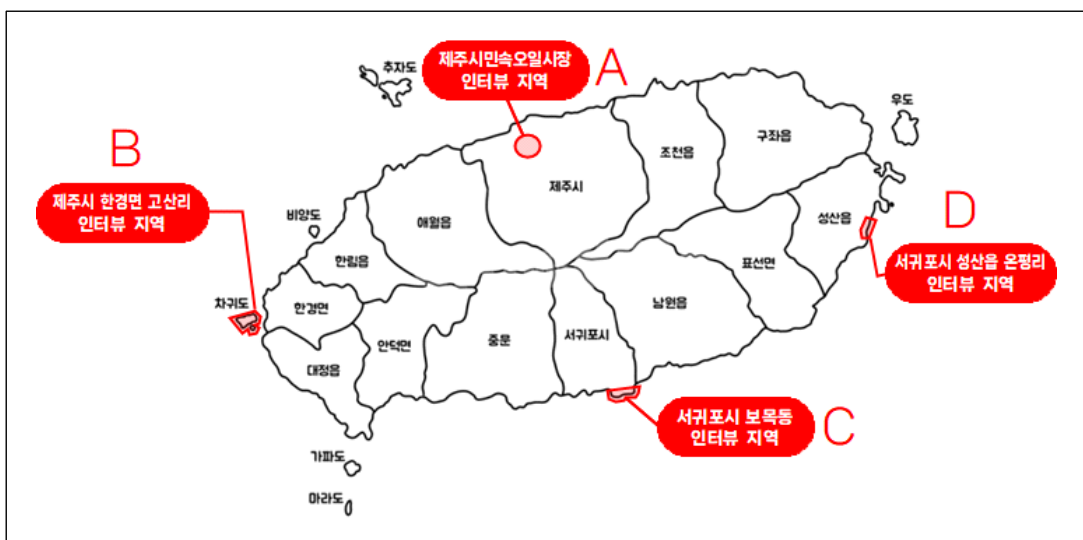 제주시민속오일시장
인터뷰 지역
A
추자도
우도
구좌읍
조천읍
B
제주시
제주시 한경면 고산리
인터뷰 지역
비양도
애월읍
성산읍
D
한림읍
표선면
서귀포시 성산읍 온평리
인터뷰 지역
차귀도
한경면
남원읍
안덕면
중문
서귀포시
대정읍
서귀포시 보목동
인터뷰 지역
C
가파도
마라도